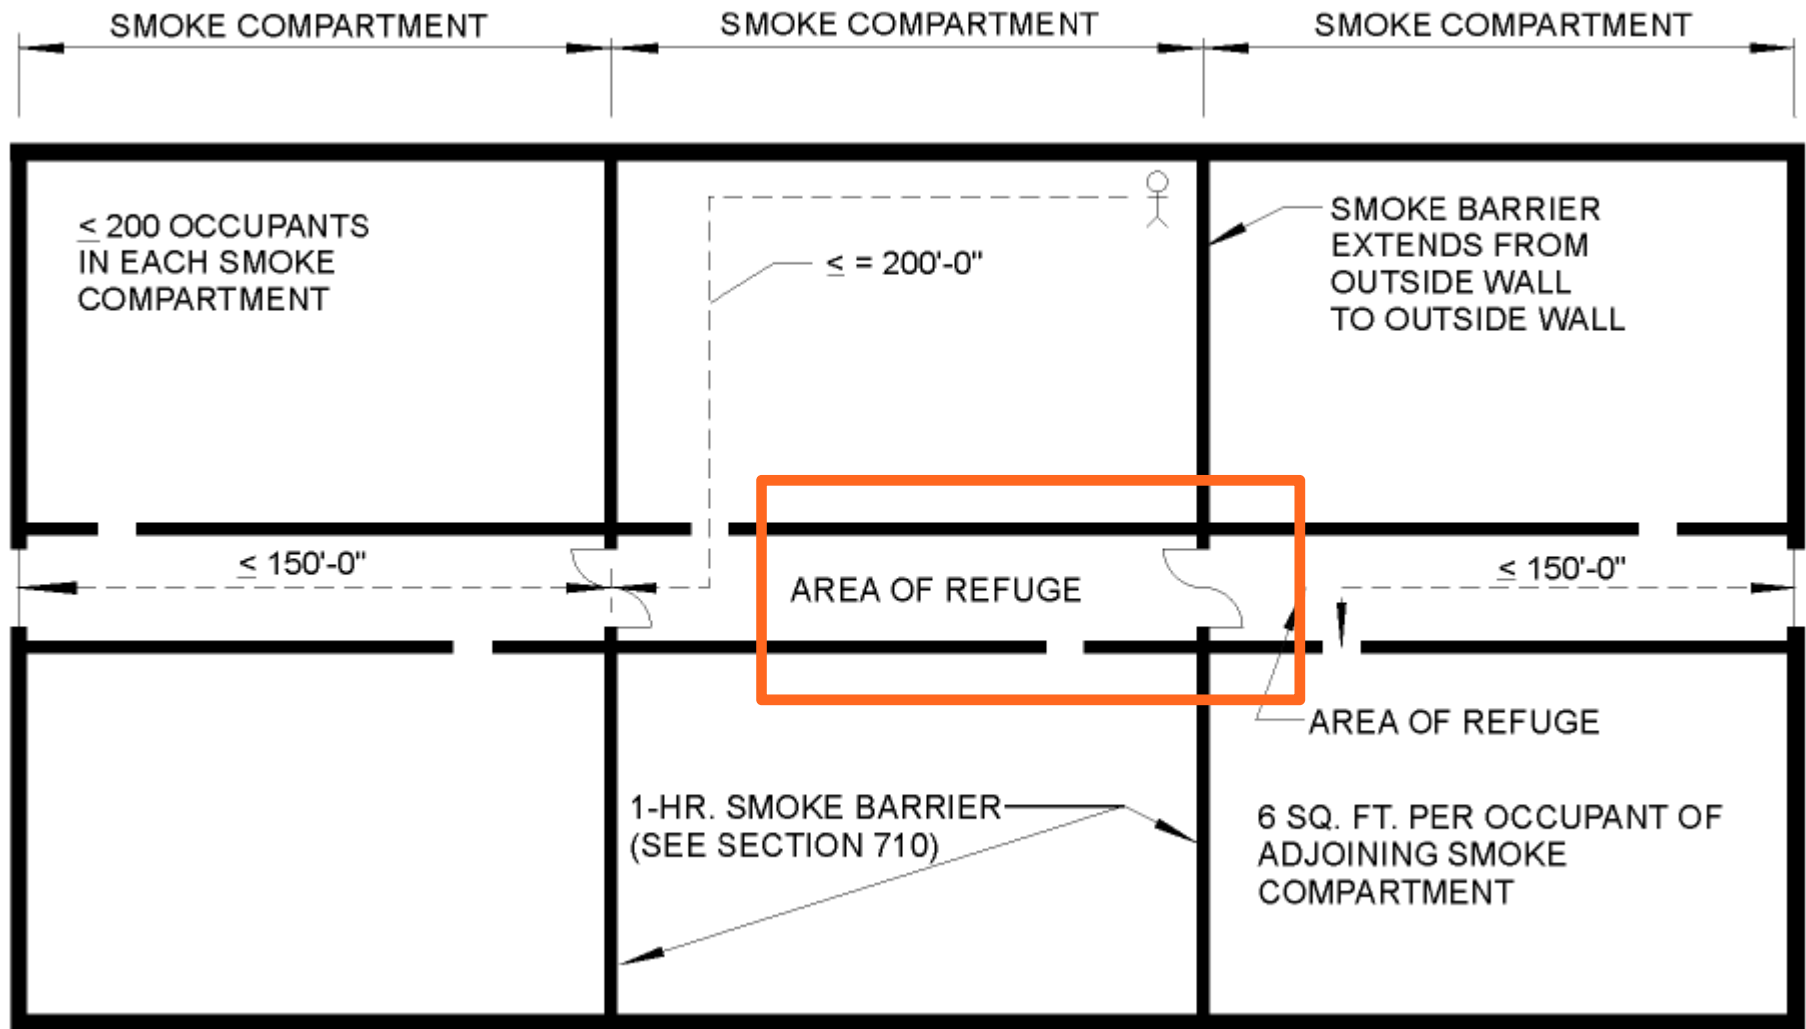 SMOKE COMPARTMENT
SMOKE COMPARTMENT
SMOKE COMPARTMENT
≤ 200 OCCUPANTS
IN EACH SMOKE
COMPARTMENT
≤ = 200'-0"
SMOKE BARRIER
EXTENDS FROM
OUTSIDE WALL
TO OUTSIDE WALL
≤ 150'-0"
AREA OF REFUGE
≤ 150'-0"
AREA OF REFUGE
1-HR. SMOKE BARRIER
(SEE SECTION 710)
6 SQ. FT. PER OCCUPANT OF
ADJOINING SMOKE
COMPARTMENT